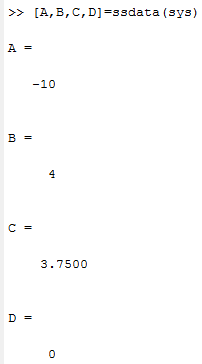 >> [A,B,C,D]=ssdata(sys)
A =
-10
B =
4
C =
3.7500
D =
0